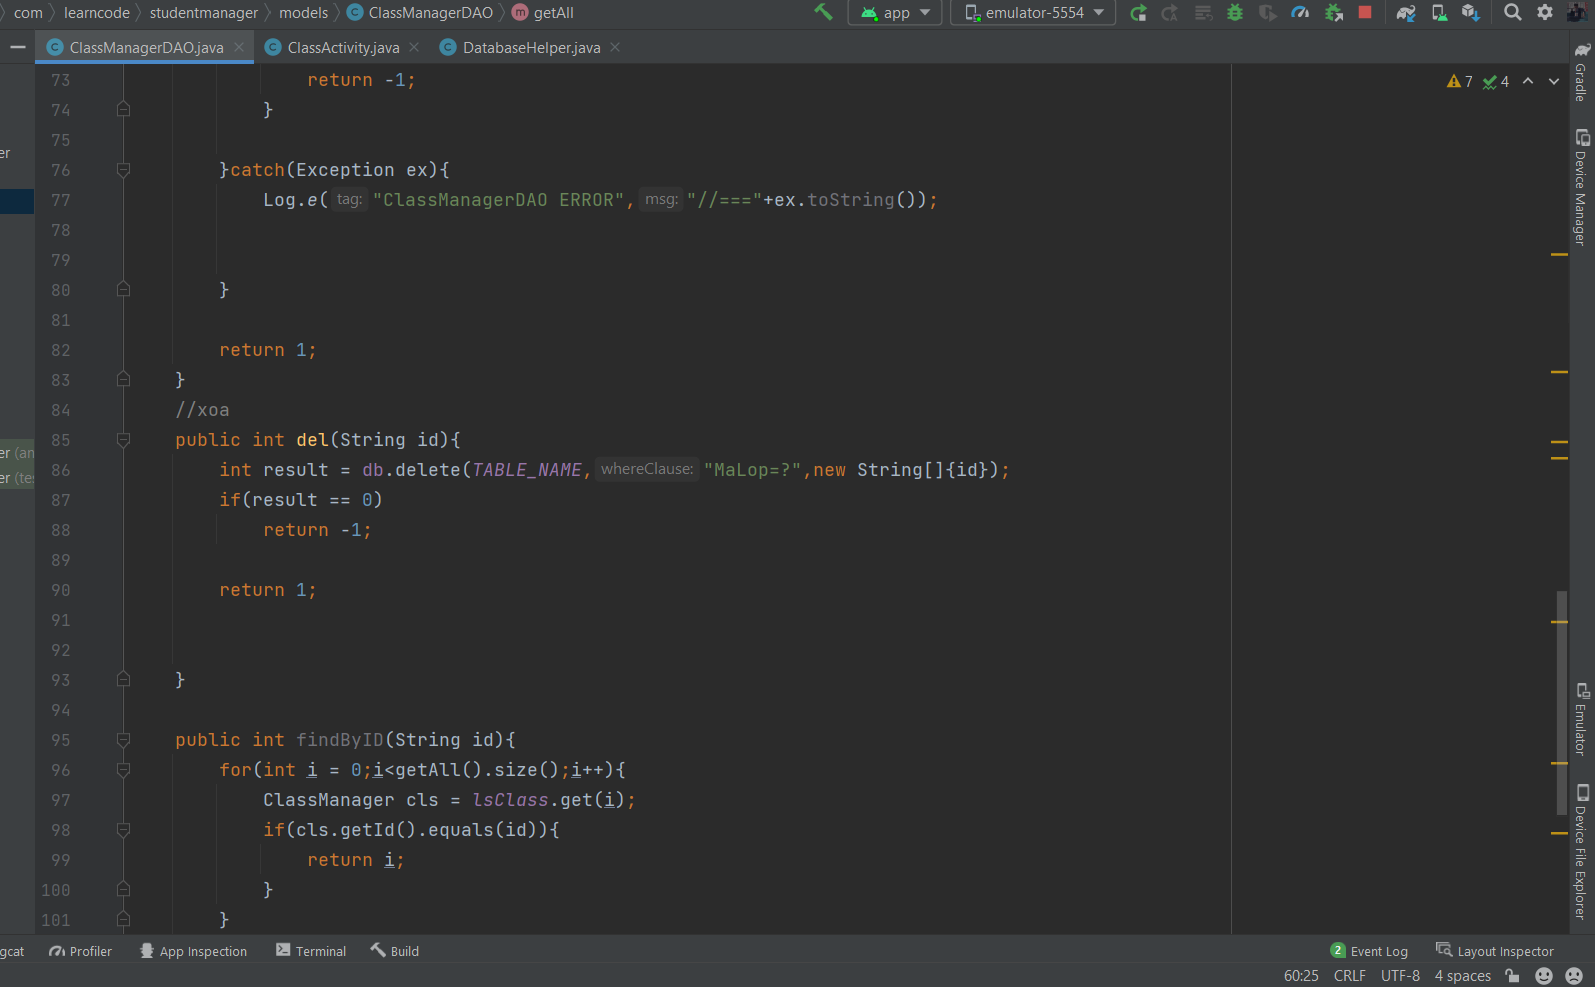 com learncode studentmanager models C ClassManagerDAO m getAll app emulator-5554
C ClassManagerDAO.java C ClassActivity.java C DatabaseHelper.java
73 return -1;
7 4
74 }
75
76 }catch(Exception ex){
77 Log.e( tag: "ClassManagerDAO ERROR", msg: "//==="+ex.toString());
78
79
80 }
81
82 return 1;
83 }
84 //xoa
85 public int del(String id){
86 int result = db.delete(TABLE_NAME, whereClause: "MaLop=?",new String[]{id});
87 if(result == 0)
88 return -1;
89
90 return 1;
91
92
93 }
94
95 public int findByID(String id){
96 for(int i = 0;i<getAll().size();i++){
97 ClassManager cls = lsClass.get(i);
98 if(cls.getId().equals(id)){
99 return i;
100 }
101 }
er
er (an
er (te
Gradle
Device Manager
Emulator
Device File Explorer
gcat Profiler App Inspection Terminal Build 2 Event Log Layout Inspector
60:25 CRLF UTF-8 4 spaces